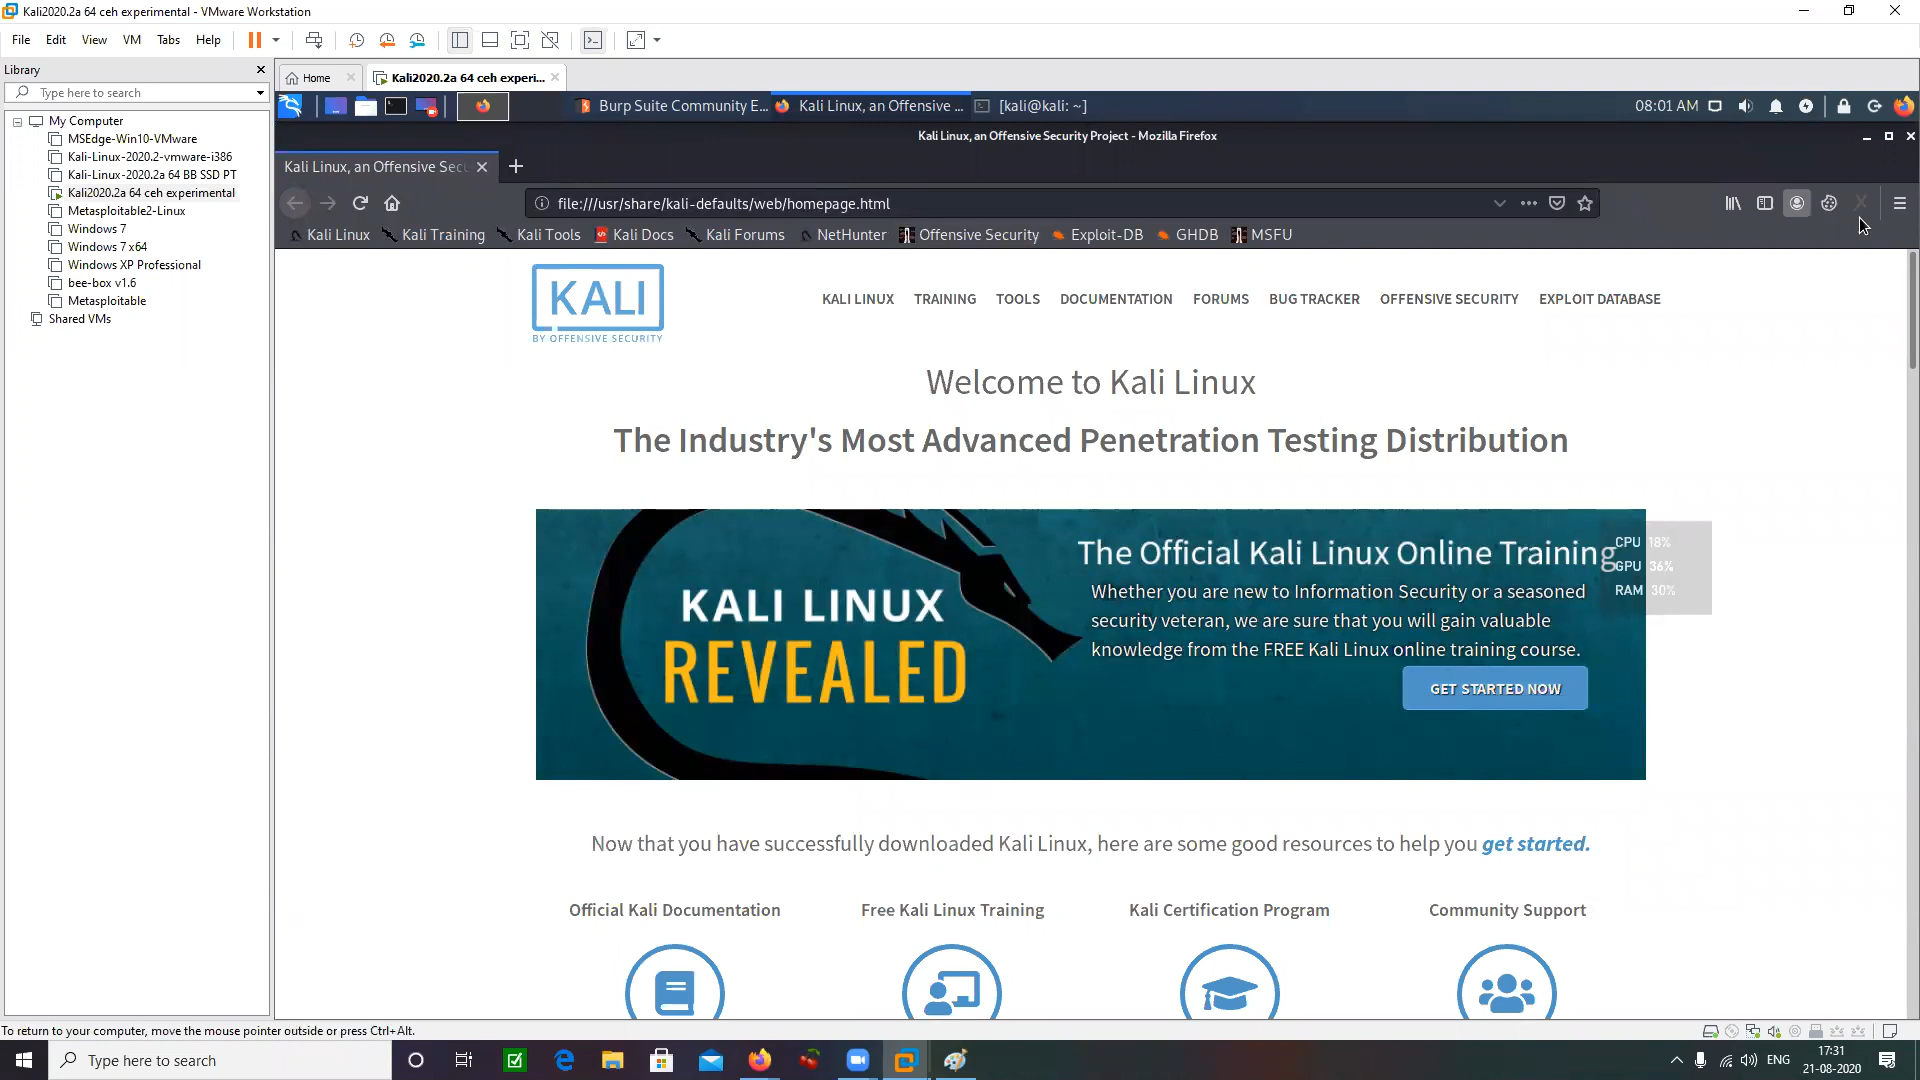 Kali2020.2a 64 ceh experimental - VMware Workstation
File Edit View VM Tabs Help
Library
Type here to search
My Computer
MSEdge-Win10-VMware
Kali-Linux-2020.2-vmware-i386
Kali-Linux-2020.2a 64 BB SSD PT
Kali2020.2a 64 ceh experimental
Metasploitable2-Linux
Windows 7
Windows 7 x64
Windows XP Professional
bee-box v1.6
Metasploitable
Shared VMs
Home
Kali2020.2a 64 ceh experi...
Burp Suite Community E...
Kali Linux, an Offensive ...
[kali@kali: ~]
08:01 AM
Kali Linux, an Offensive Security Project - Mozilla Firefox
Kali Linux, an Offensive Sec
file:///usr/share/kali-defaults/web/homepage.html
Kali Linux Kali Training Kali Tools Kali Docs Kali Forums NetHunter Offensive Security Exploit-DB GHDB MSFU
KALI
BY OFFENSIVE SECURITY
KALI LINUX TRAINING TOOLS DOCUMENTATION FORUMS BUG TRACKER OFFENSIVE SECURITY EXPLOIT DATABASE
Welcome to Kali Linux
The Industry's Most Advanced Penetration Testing Distribution
KALI LINUX
REVEALED
The Official Kali Linux Online Training
Whether you are new to Information Security or a seasoned
security veteran, we are sure that you will gain valuable
knowledge from the FREE Kali Linux online training course.
GET STARTED NOW
CPU 18%
GPU 36%
RAM 30%
Now that you have successfully downloaded Kali Linux, here are some good resources to help you get started.
Official Kali Documentation
Free Kali Linux Training
Kali Certification Program
Community Support
To return to your computer, move the mouse pointer outside or press Ctrl+Alt.
Type here to search
ENG
17:31
21-08-2020